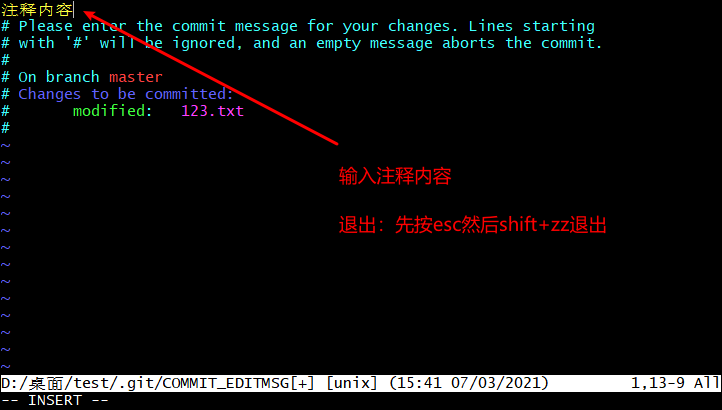 注释内容
# Please enter the commit message for your changes. Lines starting
# with '#' will be ignored, and an empty message aborts the commit.
#
# On branch master
# Changes to be committed:
#       modified:   123.txt
#
~
~
输入注释内容
~
~
~
退出：先按esc然后shift+zz退出
~
~
~
~
~
~
~
~
~
D:/桌面/test/.git/COMMIT_EDITMSG[+] [unix] (15:41 07/03/2021) 1,13-9 All
-- INSERT --